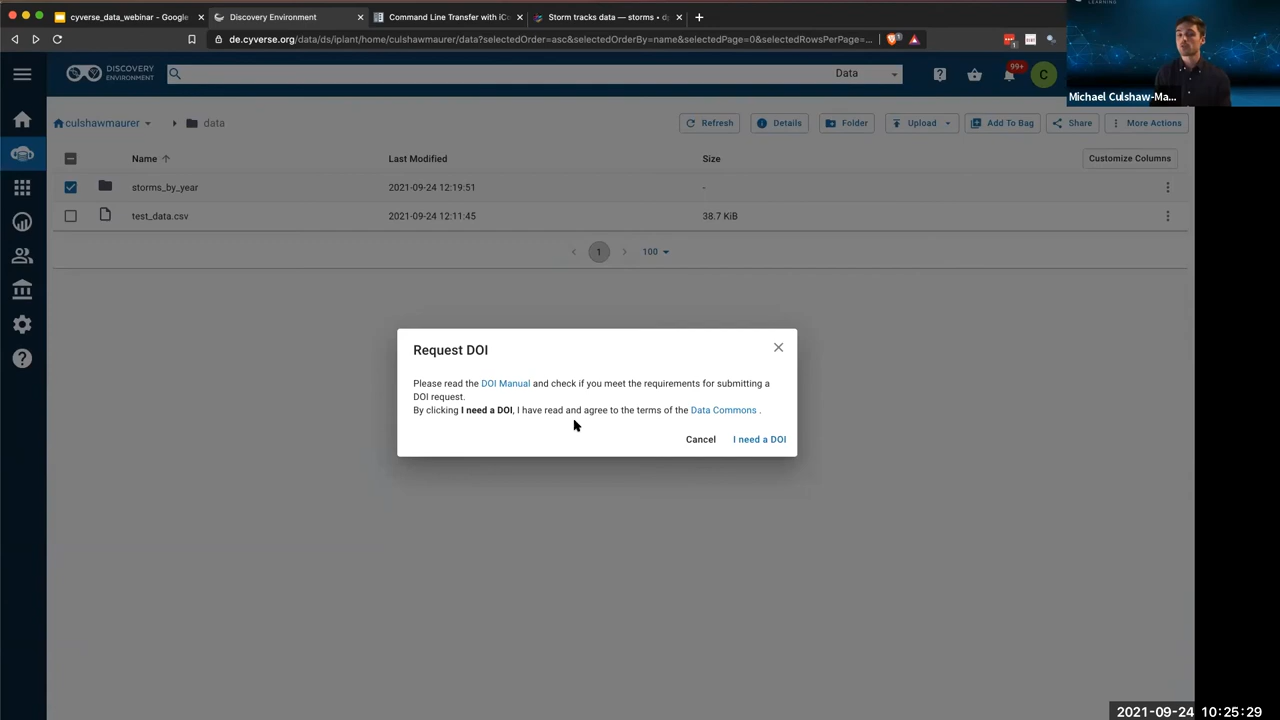 cyverse_data_webinar - Google
Discovery Environment
Command Line Transfer with iCo
Storm tracks data — storms • d
de.cyverse.org/data/ds/iplant/home/culshawmaurer/data?selectedOrder=asc&selectedOrderBy=name&selectedPage=0&selectedRowsPerPage=...
1
1
LEARNING
Michael Culshaw-Ma...
DISCOVERY
ENVIRONMENT
Data
99+
C
culshawmaurer
data
Refresh
Details
Folder
Upload
Add To Bag
Share
More Actions
Name
Last Modified
Size
Customize Columns
storms_by_year
2021-09-24 12:19:51
-
test_data.csv
2021-09-24 12:11:45
38.7 KiB
1
100
Request DOI
Please read the DOI Manual and check if you meet the requirements for submitting a
DOI request.
By clicking I need a DOI, I have read and agree to the terms of the Data Commons .
Cancel
I need a DOI
2021-09-24 10:25:29